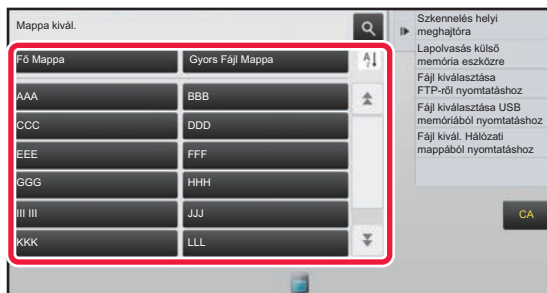 Mappa kivál.
Fő Mappa
Gyors Fájl Mappa
AAA
BBB
CCC
DDD
EEE
FFF
GGG
HHH
III III
JJJ
KKK
LLL
Szkennelés helyi
meghajtóra
Lapolvasás külső
memória eszközre
Fájl kiválasztása
FTP-ről nyomtatáshoz
Fájl kiválasztása USB
memóriából nyomtatáshoz
Fájl kivál. Hálózati
mappából nyomtatáshoz
CA